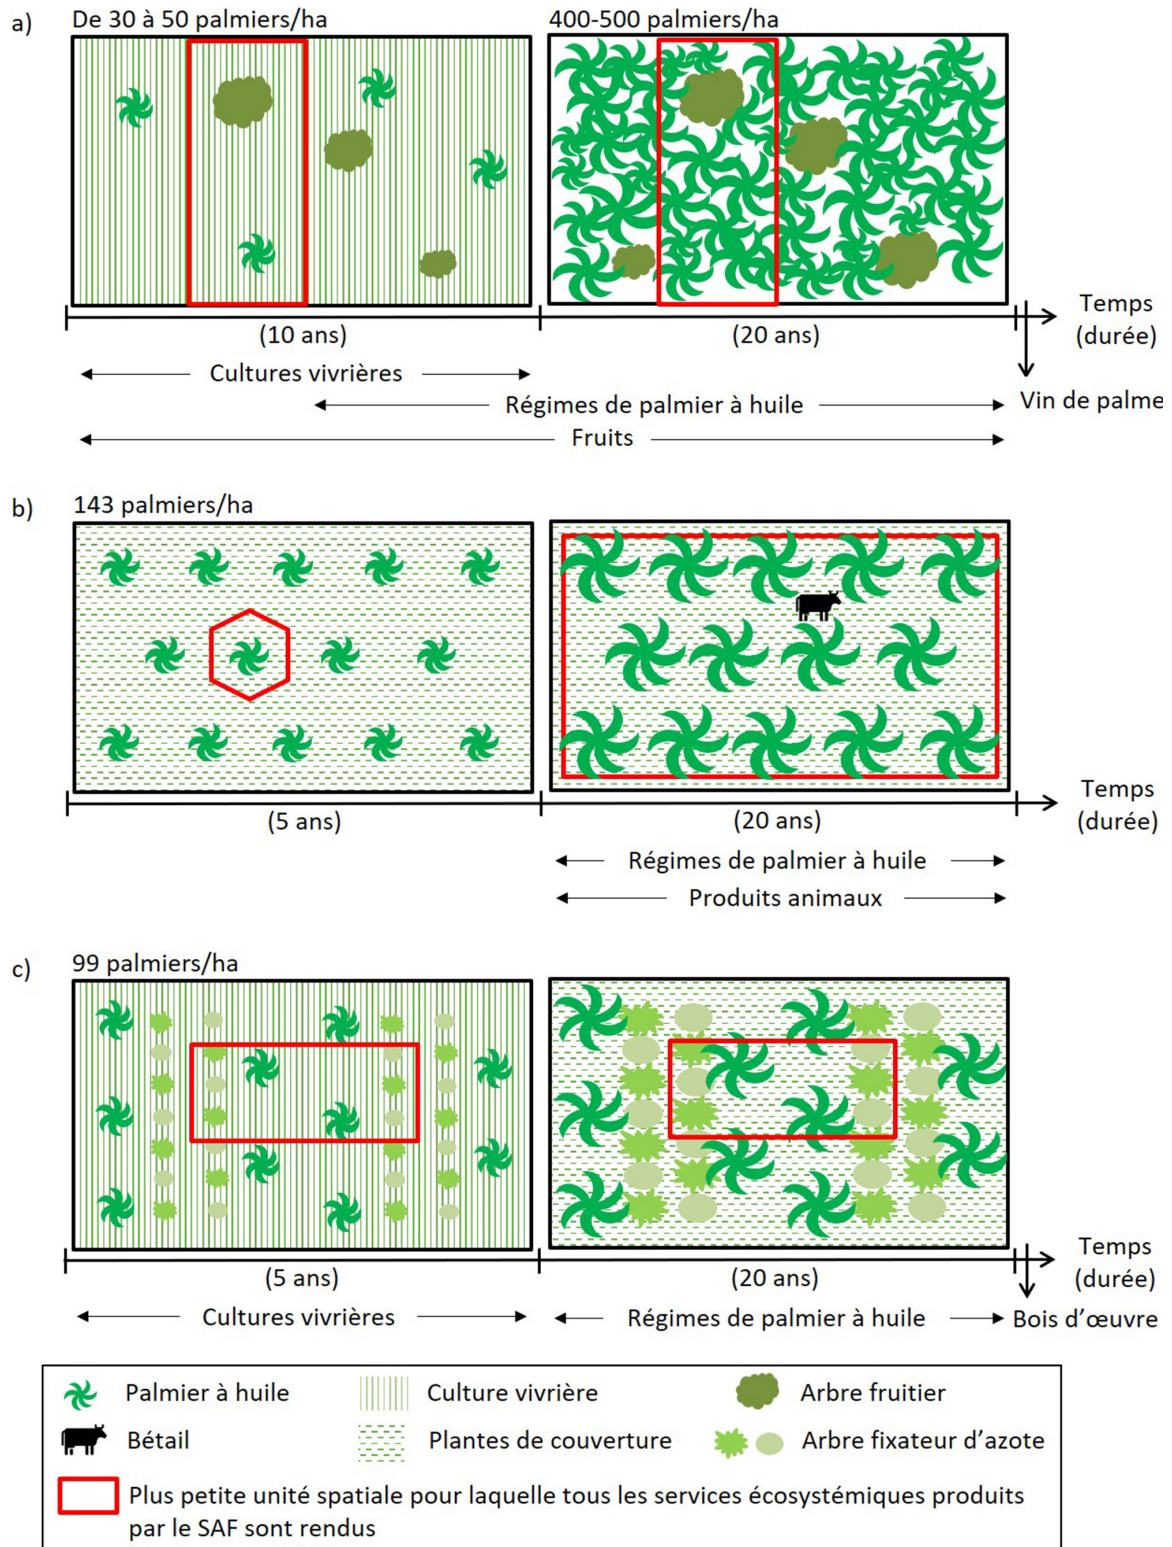 a)
De 30 à 50 palmiers/ha
400-500 palmiers/ha
(10 ans)
(20 ans)
Temps
(durée)
Cultures vivrières
Régimes de palmier à huile
Vin de palme
Fruits
b)
143 palmiers/ha
(5 ans)
(20 ans)
Temps
(durée)
Régimes de palmier à huile
Produits animaux
c)
99 palmiers/ha
(5 ans)
(20 ans)
Temps
(durée)
Cultures vivrières
Régimes de palmier à huile
Bois d'œuvre
Palmier à huile
Culture vivrière
Arbre fruitier
Bétail
Plantes de couverture
Arbre fixateur d'azote
Plus petite unité spatiale pour laquelle tous les services écosystémiques produits
par le SAF sont rendus